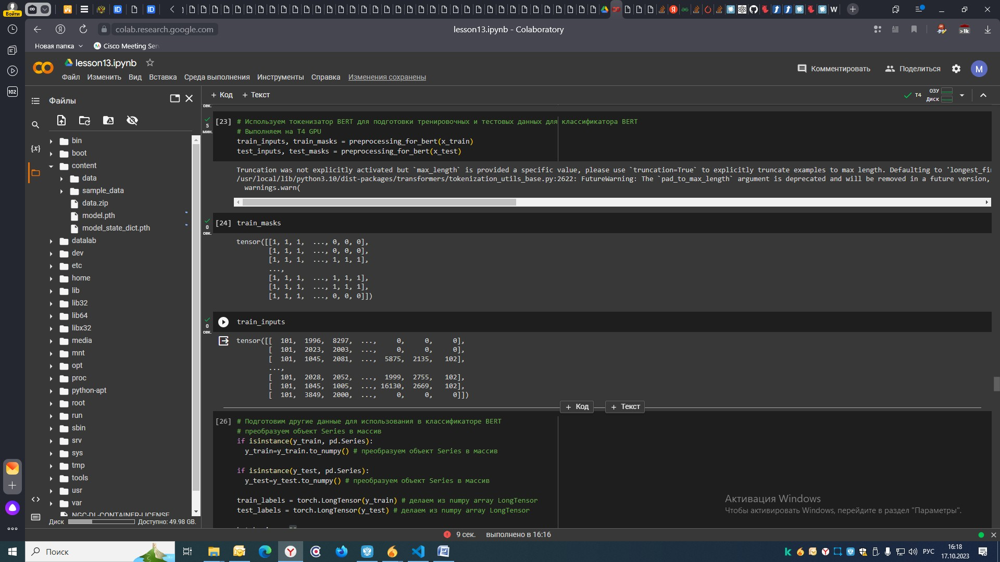 Войти
W
colab.research.google.com
lesson13.ipynb - Colaboratory
>1k
Новая папка
Cisco Meeting Ser
102
lesson13.ipynb
Файл Изменить Вид Вставка Среда выполнения Инструменты Справка Изменения сохранены
Комментировать
Поделиться
M
Файлы
+ Код + Текст
T4
ОЗУ
Диск
{x}
bin
boot
content
data
sample_data
data.zip
model.pth
model_state_dict.pth
datalab
dev
etc
home
lib
lib32
lib64
libx32
media
mnt
opt
proc
python-apt
root
run
sbin
srv
sys
tmp
tools
usr
var
NGC-DL-CONTAINER-LICENSE
Диск
Доступно: 49.98 GB.
сек.
5
мин.
[23] # Используем токенизатор BERT для подготовки тренировочных и тестовых данных для классификатора BERT
# Выполняем на T4 GPU
train_inputs, train_masks = preprocessing_for_bert(x_train)
test_inputs, test_masks = preprocessing_for_bert(x_test)
Truncation was not explicitly activated but `max_length` is provided a specific value, please use `truncation=True` to explicitly truncate examples to max length. Defaulting to 'longest_fi
/usr/local/lib/python3.10/dist-packages/transformers/tokenization_utils_base.py:2622: FutureWarning: The `pad_to_max_length` argument is deprecated and will be removed in a future version,
warnings.warn(
0
сек.
[24] train_masks
tensor([[1, 1, 1, ..., 0, 0, 0],
[1, 1, 1, ..., 0, 0, 0],
[1, 1, 1, ..., 1, 1, 1],
...,
[1, 1, 1, ..., 1, 1, 1],
[1, 1, 1, ..., 1, 1, 1],
[1, 1, 1, ..., 0, 0, 0]])
0
сек.
train_inputs
tensor([[ 101, 1996, 8297, ..., 0, 0, 0],
[ 101, 2023, 2003, ..., 0, 0, 0],
[ 101, 1045, 2081, ..., 5875, 2135, 102],
...,
[ 101, 2028, 2052, ..., 1999, 2755, 102],
[ 101, 1045, 1005, ..., 16130, 2669, 102],
[ 101, 3849, 2000, ..., 0, 0, 0]])
+ Код + Текст
[26] # Подготовим другие данные для использования в классификаторе BERT
# преобразуем объект Series в массив
if isinstance(y_train, pd.Series):
y_train=y_train.to_numpy() # преобразуем объект Series в массив
if isinstance(y_test, pd.Series):
y_test=y_test.to_numpy() # преобразуем объект Series в массив
train_labels = torch.LongTensor(y_train) # делаем из numpy array LongTensor
test_labels = torch.LongTensor(y_test) # делаем из numpy array LongTensor
Активация Windows
Чтобы активировать Windows, перейдите в раздел "Параметры".
9 сек. выполнено в 16:16
Поиск
РУС
16:18
17.10.2023